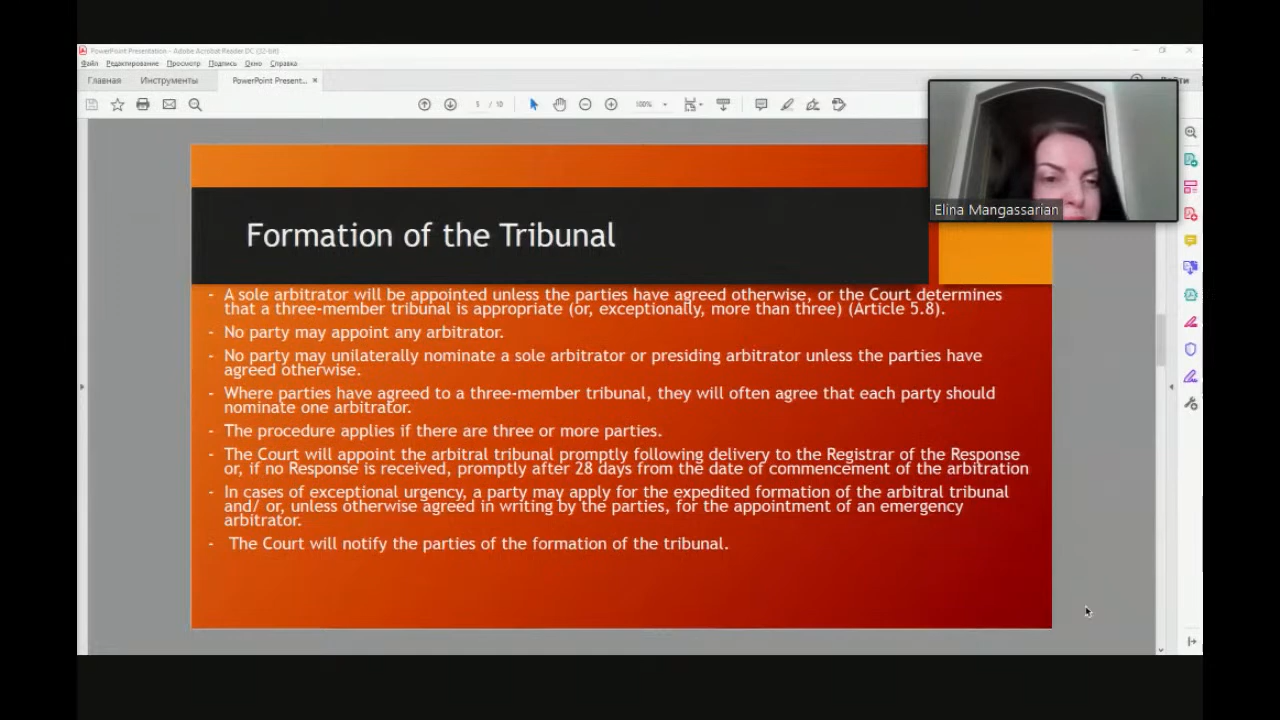 PowerPoint Presentation - Adobe Acrobat Reader DC (32-bit)
Файл Редактирование Просмотр Подпись Окно Справка
Главная Инструменты PowerPoint Present... ×
5 / 10 100%
Elina Mangassarian
Formation of the Tribunal
- A sole arbitrator will be appointed unless the parties have agreed otherwise, or the Court determines
that a three-member tribunal is appropriate (or, exceptionally, more than three) (Article 5.8).
- No party may appoint any arbitrator.
- No party may unilaterally nominate a sole arbitrator or presiding arbitrator unless the parties have
agreed otherwise.
- Where parties have agreed to a three-member tribunal, they will often agree that each party should
nominate one arbitrator.
- The procedure applies if there are three or more parties.
- The Court will appoint the arbitral tribunal promptly following delivery to the Registrar of the Response
or, if no Response is received, promptly after 28 days from the date of commencement of the arbitration
- In cases of exceptional urgency, a party may apply for the expedited formation of the arbitral tribunal
and/ or, unless otherwise agreed in writing by the parties, for the appointment of an emergency
arbitrator.
- The Court will notify the parties of the formation of the tribunal.